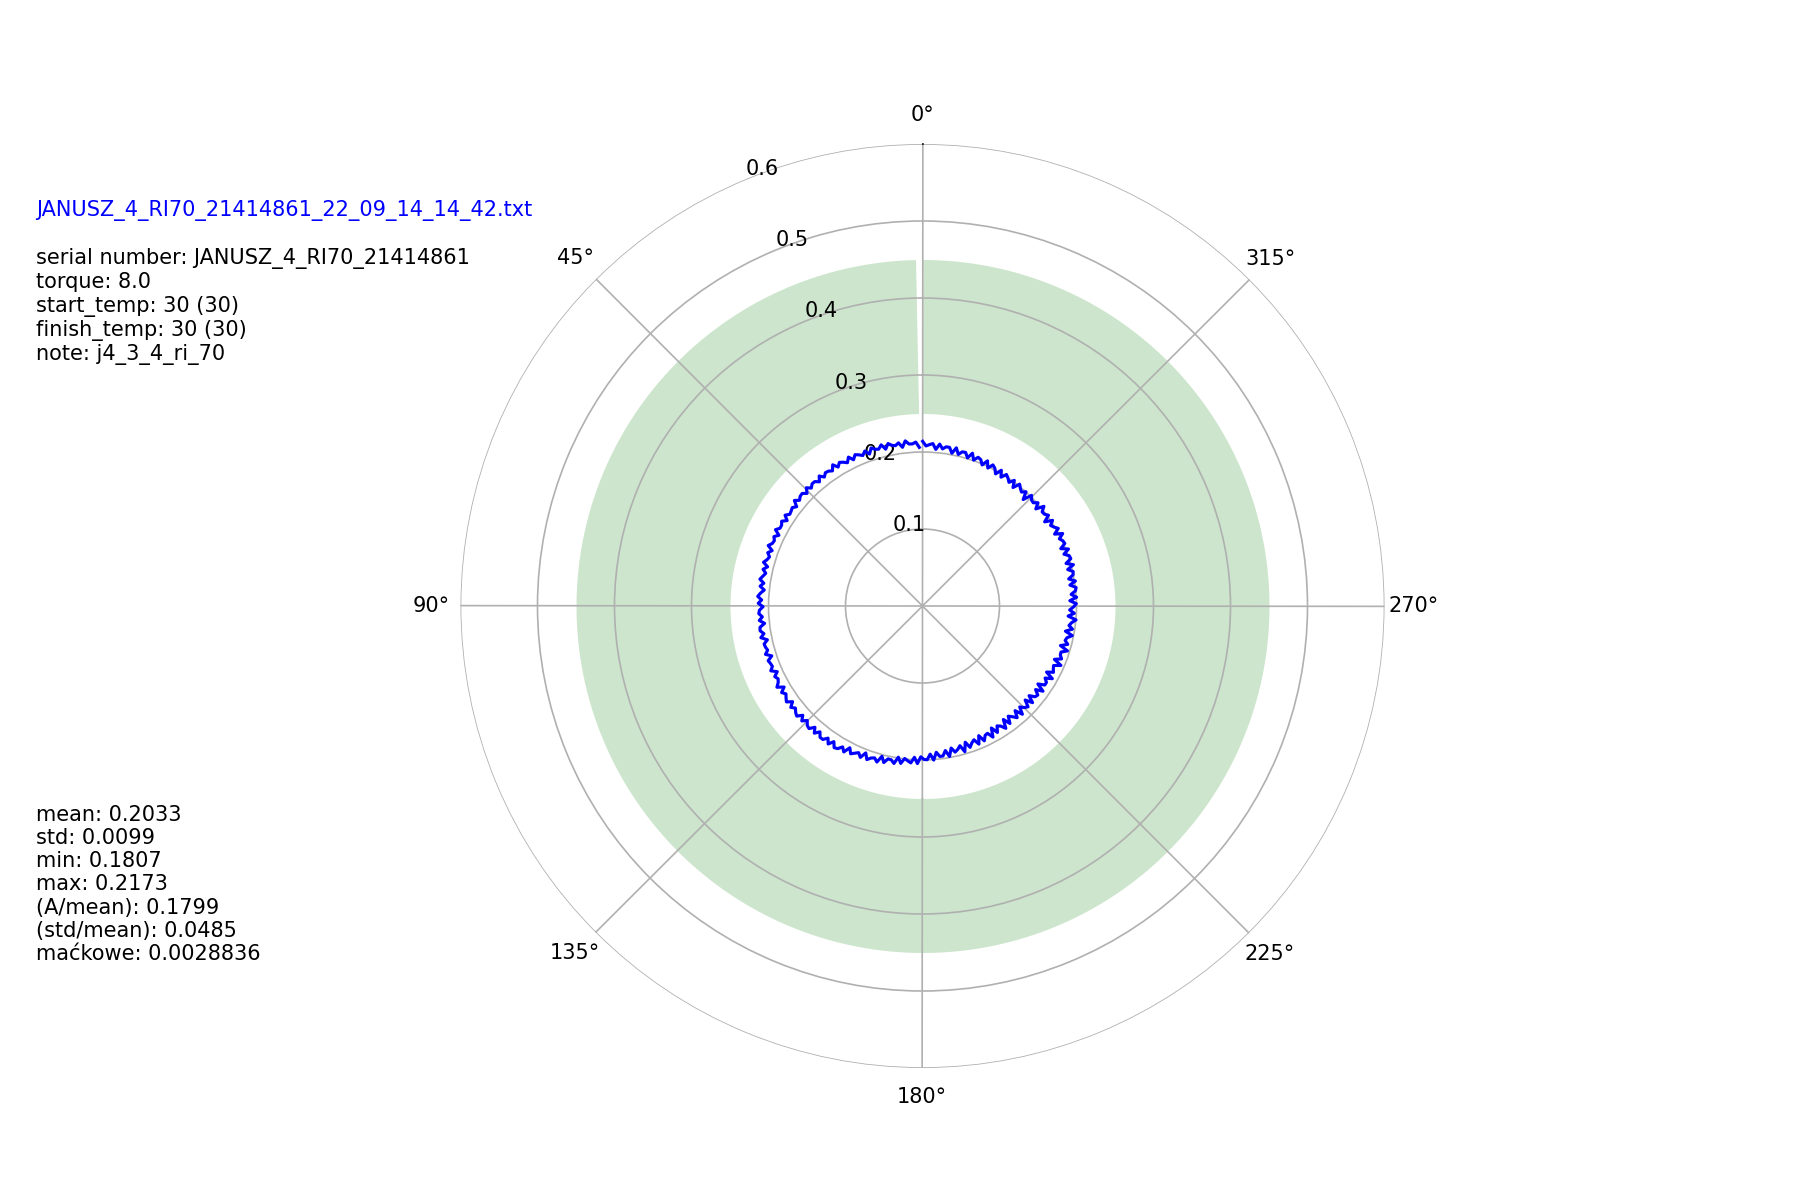 0°
0.6
JANUSZ_4_RI70_21414861_22_09_14_14_42.txt
0.5
serial number: JANUSZ_4_RI70_21414861
45°
315°
torque: 8.0
start_temp: 30 (30)
0.4
finish_temp: 30 (30)
note: j4_3_4_ri_70
0.3
0.2
0.1
90°
270°
mean: 0.2033
std: 0.0099
min: 0.1807
max: 0.2173
(A/mean): 0.1799
(std/mean): 0.0485
maćkowe: 0.0028836
135°
225°
180°